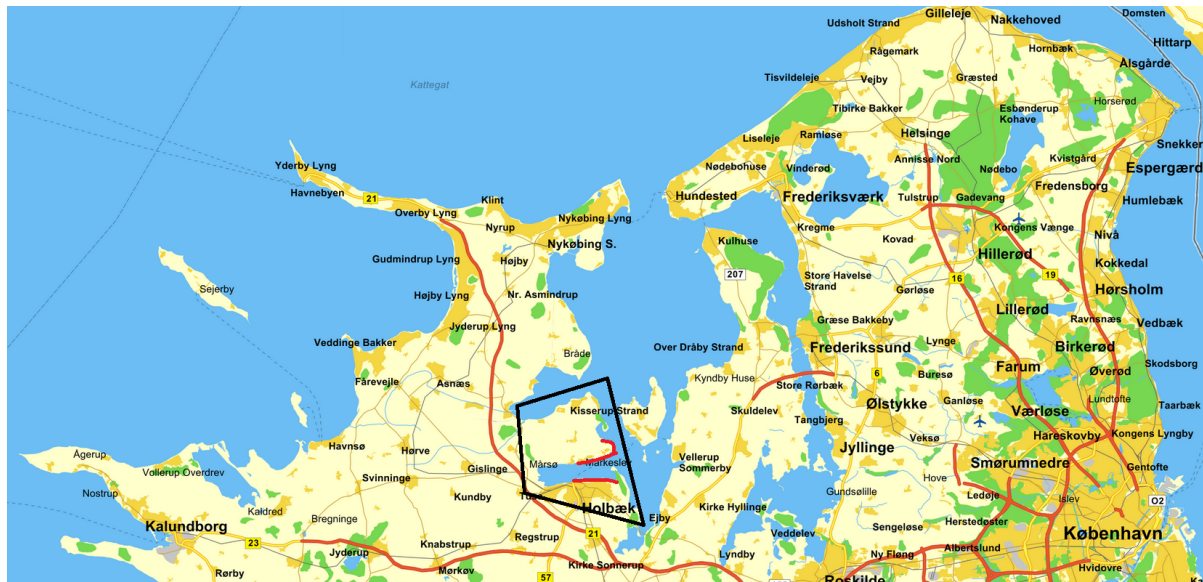 Domsten
Gilleleje
Nakkehoved
Udsholt Strand
Hittarp
Hornbæk
Rågemark
Ålsgårde
Tisvildeleje
Vejby
Græsted
Kattegat
Horserød
Tibirke Bakker
Esbønderup
Kohave
Liseleje
Ramløse
Helsinge
Snekker
Yderby Lyng
Nødebohuse
Vinderød
Annisse Nord
Nødebo
Kvistgård
Espergærd
Havnebyen
21
Hundested
Frederiksværk
Tulstrup
Gadevang
Fredensborg
Humlebæk
Overby Lyng
Klint
Nykøbing Lyng
Nyrup
Kregme
Kongens Vænge
Nivå
Nykøbing S.
Kulhuse
Kovad
Hillerød
Gudmindrup Lyng
Højby
Kokkedal
207
Store Havelse
Strand
16
19
Sejerby
Højby Lyng
Nr. Asmindrup
Gørløse
Hørsholm
Lillerød
Græse Bakkeby
Ravnsnæs
Vedbæk
Jyderup Lyng
Veddinge Bakker
Over Dråby Strand
Frederikssund
Lynge
Birkerød
Bråde
Farum
Skodsborg
Fårevejle
Asnæs
Kyndby Huse
6
Buresø
Øverød
Store Rørbæk
Kisserup Strand
Skuldelev
Ølstykke
Ganløse
Lundtofte
Taarbæk
Værløse
Tangbjerg
Havnsø
Hørve
Jyllinge
Veksø
Hareskovby
Kongens Lyngby
Ågerup
Vollerup Overdrev
Gislinge
Mårsø
Markeslev
Vellerup
Sommerby
Smørumnedre
Gentofte
Svinninge
Hove
Nostrup
Kundby
Tuse
Gundsølille
Ledøje
Islev
O2
Kaldred
Holbæk
Kirke Hyllinge
Bregninge
Ejby
Herstedøster
Kalundborg
Regstrup
21
Veddelev
Sengeløse
København
23
Knabstrup
Lyndby
Albertslund
Jyderup
Ny Fløng
Kirke Sonnerup
Hvidovre
Rørby
Mørkøv
57
Roskilde